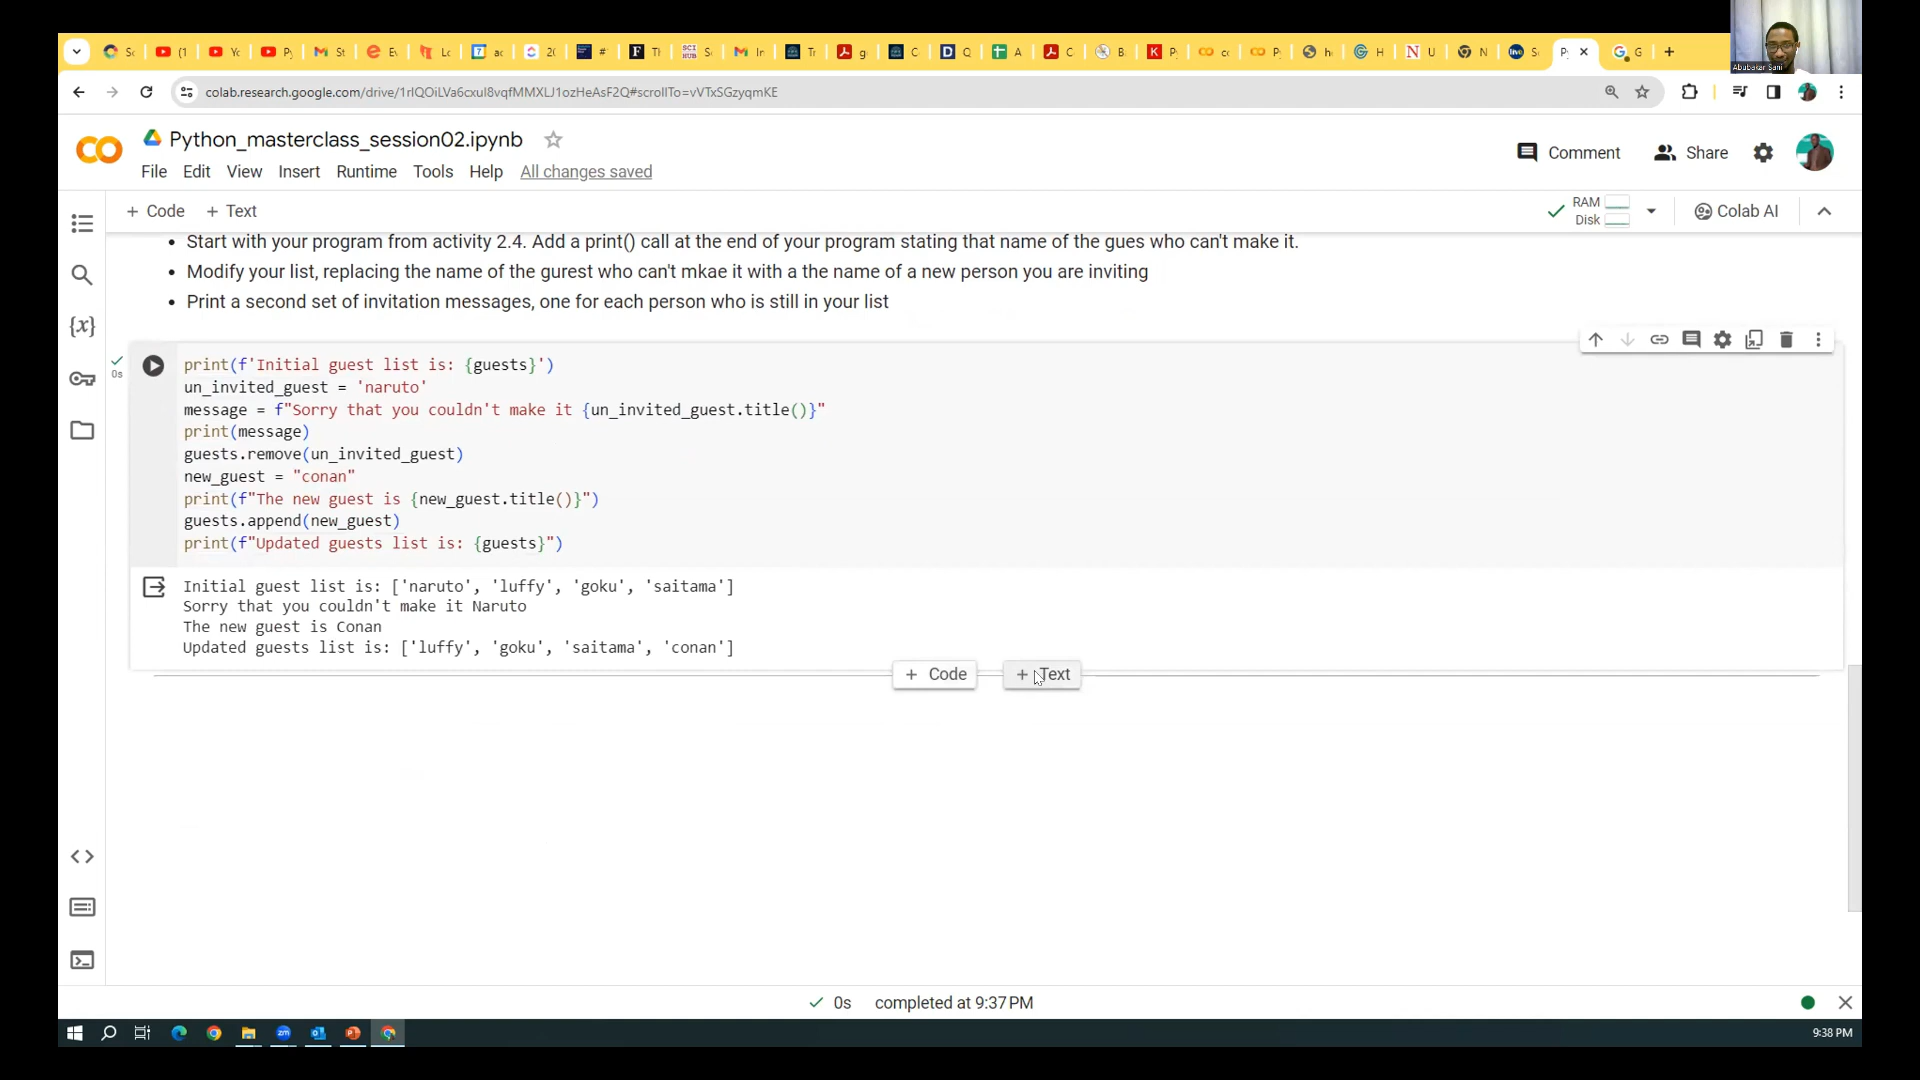 Abubakar Sani
colab.research.google.com/drive/1rIQOiLVa6cxul8vqfMMXLJ1ozHeAsF2Q#scrollTo=vVTxSGzyqmKE
Python_masterclass_session02.ipynb
Comment
Share
File Edit View Insert Runtime Tools Help All changes saved
+ Code + Text
RAM
Disk
Colab AI
• Start with your program from activity 2.4. Add a print() call at the end of your program stating that name of the gues who can't make it.
• Modify your list, replacing the name of the gurest who can't mkae it with a the name of a new person you are inviting
• Print a second set of invitation messages, one for each person who is still in your list
0s
print(f'Initial guest list is: {guests}')
un_invited_guest = 'naruto'
message = f"Sorry that you couldn't make it {un_invited_guest.title()}"
print(message)
guests.remove(un_invited_guest)
new_guest = "conan"
print(f"The new guest is {new_guest.title()}")
guests.append(new_guest)
print(f"Updated guests list is: {guests}")
Initial guest list is: ['naruto', 'luffy', 'goku', 'saitama']
Sorry that you couldn't make it Naruto
The new guest is Conan
Updated guests list is: ['luffy', 'goku', 'saitama', 'conan']
+ Code + Text
0s completed at 9:37 PM
9:38 PM